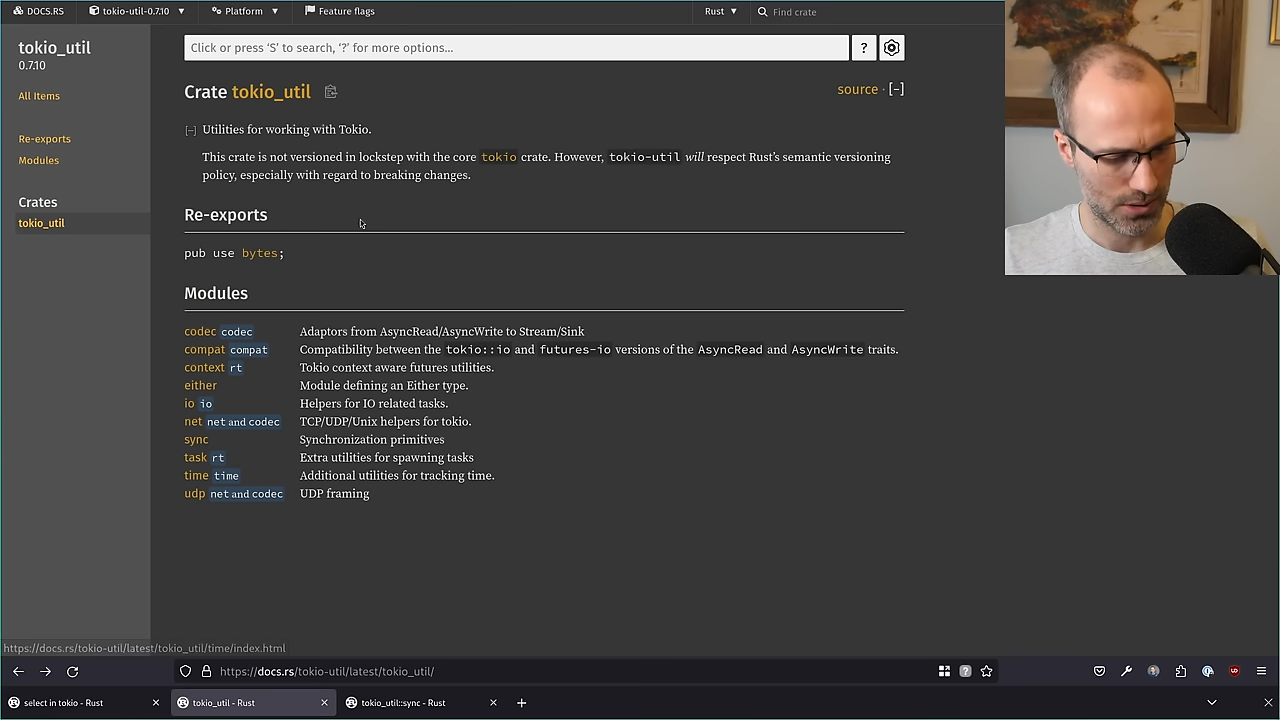 DOCS.RS tokio-util-0.7.10 ▼ Platform ▼ Feature flags Rust ▼ Find crate
tokio_util
0.7.10
All Items
Re-exports
Modules
Crates
tokio_util
Click or press ‘S’ to search, ‘?’ for more options… ?
Crate tokio_util source · [−]
[−] Utilities for working with Tokio.
This crate is not versioned in lockstep with the core tokio crate. However, tokio-util will respect Rust’s semantic versioning
policy, especially with regard to breaking changes.
Re-exports
pub use bytes;
Modules
codec codec Adaptors from AsyncRead/AsyncWrite to Stream/Sink
compat compat Compatibility between the tokio::io and futures-io versions of the AsyncRead and AsyncWrite traits.
context rt Tokio context aware futures utilities.
either Module defining an Either type.
io io Helpers for IO related tasks.
net net and codec TCP/UDP/Unix helpers for tokio.
sync Synchronization primitives
task rt Extra utilities for spawning tasks
time time Additional utilities for tracking time.
udp net and codec UDP framing
https://docs.rs/tokio-util/latest/tokio_util/time/index.html
https://docs.rs/tokio-util/latest/tokio_util/
select in tokio - Rust tokio_util - Rust tokio_util::sync - Rust